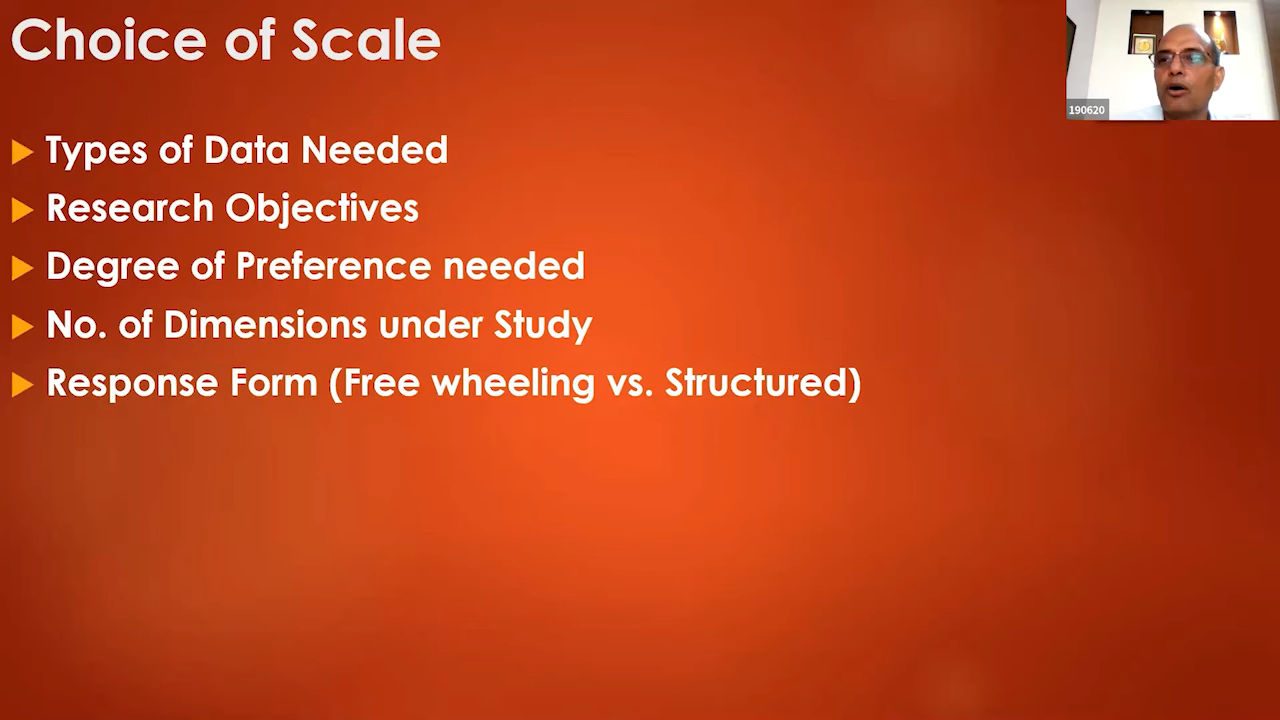 Choice of Scale
190620
Types of Data Needed
Research Objectives
Degree of Preference needed
No. of Dimensions under Study
Response Form (Free wheeling vs. Structured)